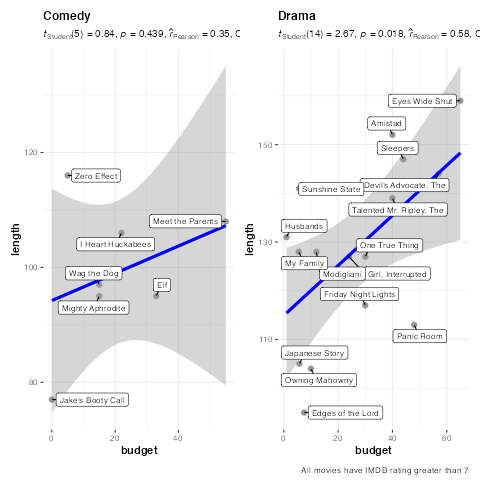 Comedy
t Student(5) = 0.84, p = 0.439, r̂ Pearson = 0.35, C
120
100
80
length
Zero Effect
Meet the Parents
I Heart Huckabees
Wag the Dog
Elf
Mighty Aphrodite
Jake's Booty Call
0
20
40
budget
Drama
t Student(14) = 2.67, p = 0.018, r̂ Pearson = 0.58, C
150
130
110
length
Eyes Wide Shut
Amistad
Sleepers
Sunshine State
Devil's Advocate, The
Talented Mr. Ripley, The
Husbands
One True Thing
My Family
Modigliani
Girl, Interrupted
Friday Night Lights
Panic Room
Japanese Story
Owning Mahowny
Edges of the Lord
0
20
40
60
budget
All movies have IMDB rating greater than 7